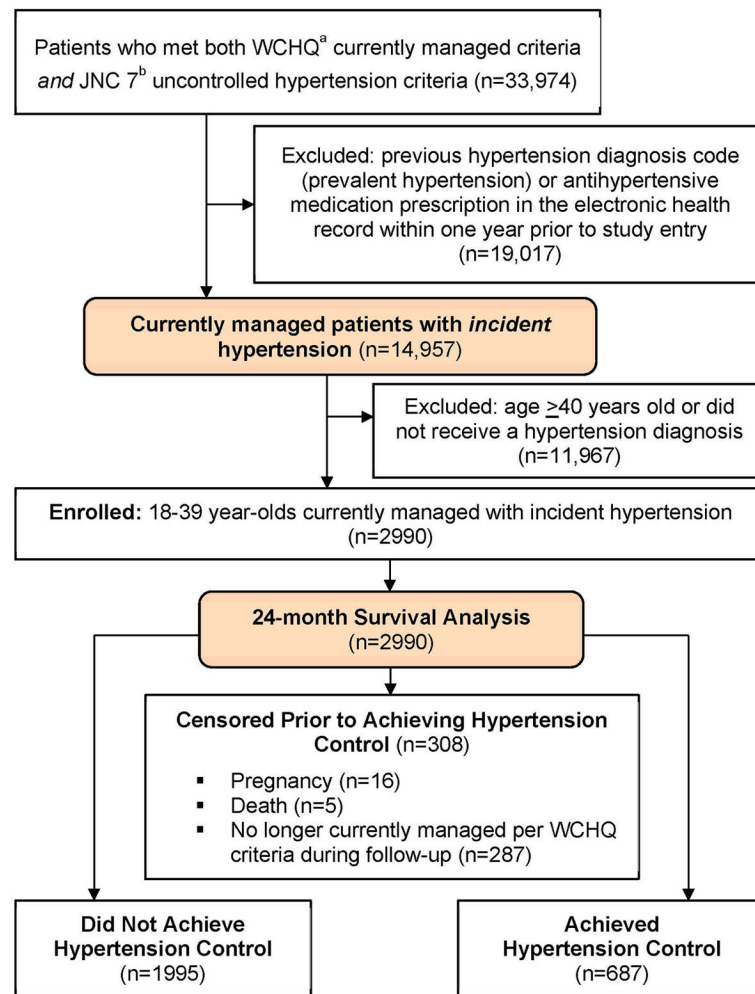 Patients who met both WCHQa currently managed criteria
and JNC 7b uncontrolled hypertension criteria (n=33,974)
Excluded: previous hypertension diagnosis code
(prevalent hypertension) or antihypertensive
medication prescription in the electronic health
record within one year prior to study entry
(n=19,017)
Currently managed patients with incident
hypertension (n=14,957)
Excluded: age ≥40 years old or did
not receive a hypertension diagnosis
(n=11,967)
Enrolled: 18-39 year-olds currently managed with incident hypertension
(n=2990)
24-month Survival Analysis
(n=2990)
Censored Prior to Achieving Hypertension
Control (n=308)
▪ Pregnancy (n=16)
▪ Death (n=5)
▪ No longer currently managed per WCHQ
criteria during follow-up (n=287)
Did Not Achieve
Hypertension Control
(n=1995)
Achieved
Hypertension Control
(n=687)